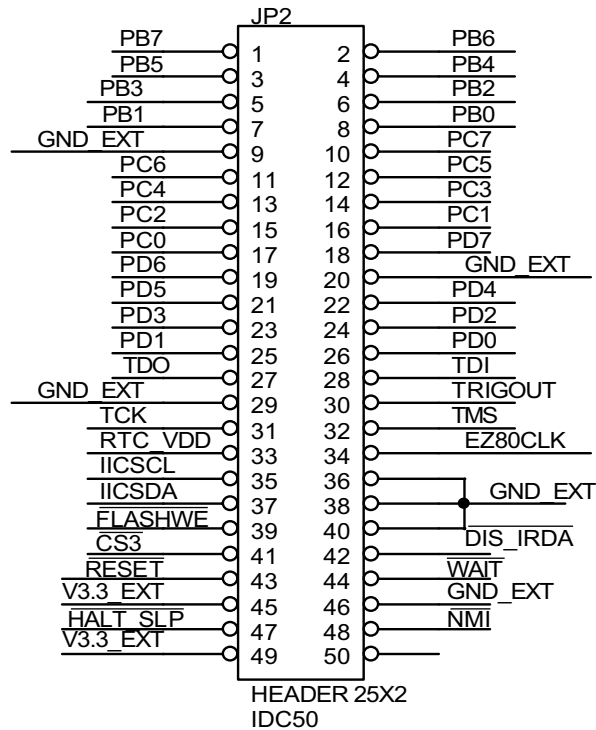 JP2
PB7 1 2 PB6
PB5 3 4 PB4
PB3 5 6 PB2
PB1 7 8 PB0
GND_EXT 9 10 PC7
PC6 11 12 PC5
PC4 13 14 PC3
PC2 15 16 PC1
PC0 17 18 PD7
PD6 19 20 GND_EXT
PD5 21 22 PD4
PD3 23 24 PD2
PD1 25 26 PD0
TDO 27 28 TDI
GND_EXT 29 30 TRIGOUT
TCK 31 32 TMS
RTC_VDD 33 34 EZ80CLK
IICSCL 35 36
IICSDA 37 38 GND_EXT
FLASHWE 39 40
CS3 41 42 DIS_IRDA
RESET 43 44 WAIT
V3.3_EXT 45 46 GND_EXT
HALT_SLP 47 48 NMI
V3.3_EXT 49 50
HEADER 25X2
IDC50